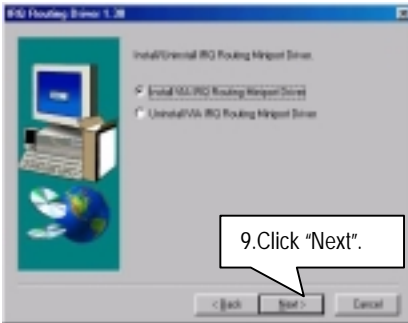 IRQ Routing Driver 1.3
Install/Uninstall IRQ Routing Miniport Driver.
Install VIA IRQ Routing Miniport Driver
Uninstall VIA IRQ Routing Miniport Driver
9.Click “Next”.
< Back Next > Cancel